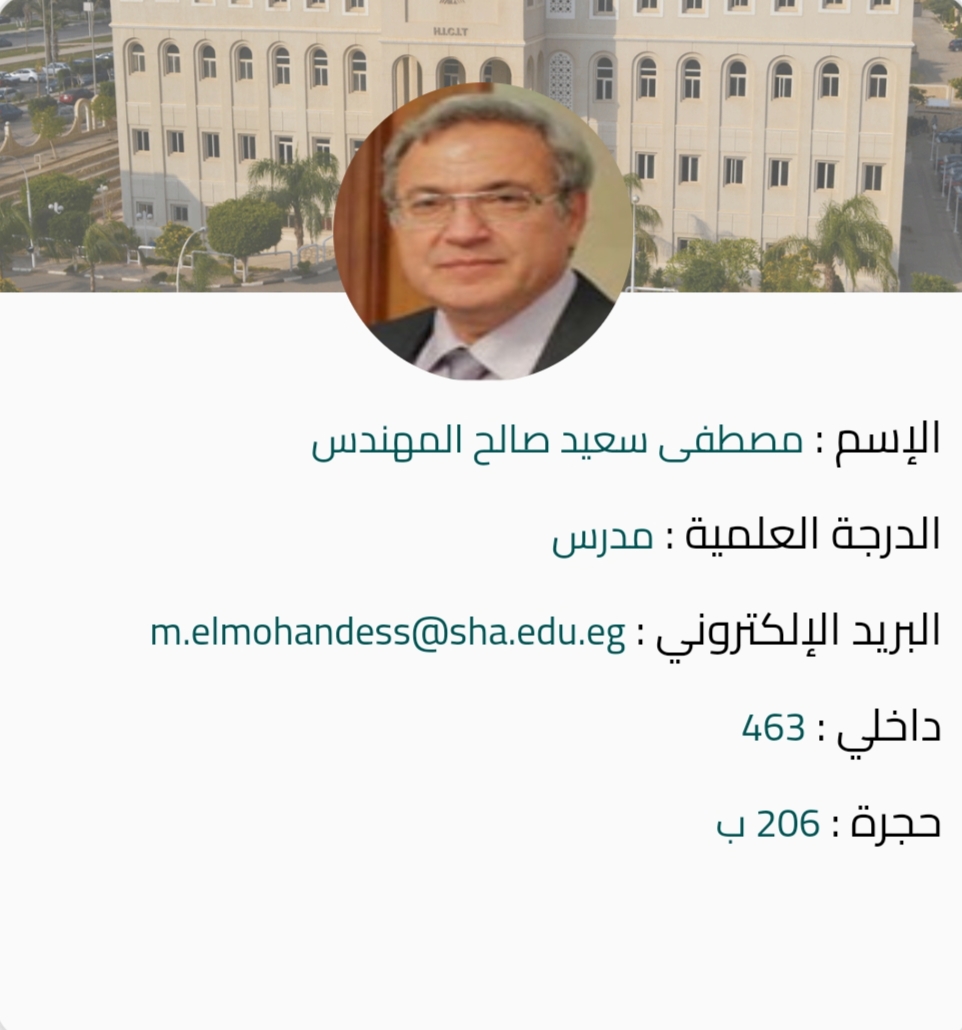 H.I.C.I.T
الإسم : مصطفى سعيد صالح المهندس
الدرجة العلمية : مدرس
البريد الإلكتروني : m.elmohandess@sha.edu.eg
داخلي : 463
حجرة : 206 ب